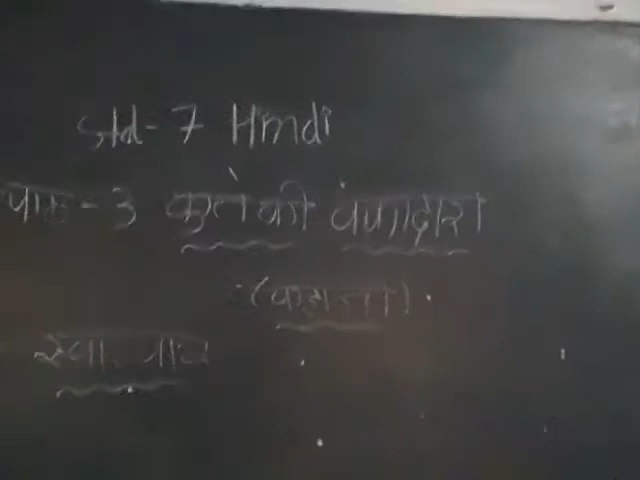 Std-7 Hindi
पाठ-3 कुत्ते की वफादारी
(कहानी)